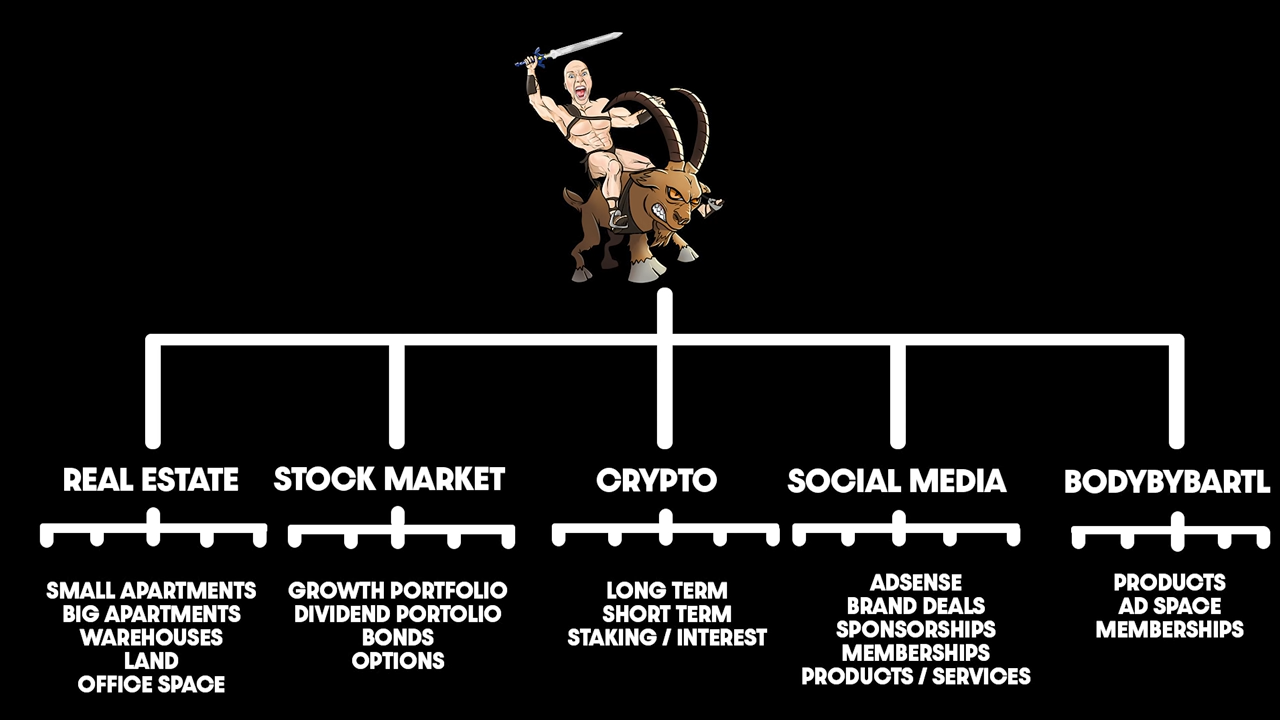 REAL ESTATE
SMALL APARTMENTS
BIG APARTMENTS
WAREHOUSES
LAND
OFFICE SPACE
STOCK MARKET
GROWTH PORTFOLIO
DIVIDEND PORTOLIO
BONDS
OPTIONS
CRYPTO
LONG TERM
SHORT TERM
STAKING / INTEREST
SOCIAL MEDIA
ADSENSE
BRAND DEALS
SPONSORSHIPS
MEMBERSHIPS
PRODUCTS / SERVICES
BODYBYBARTL
PRODUCTS
AD SPACE
MEMBERSHIPS